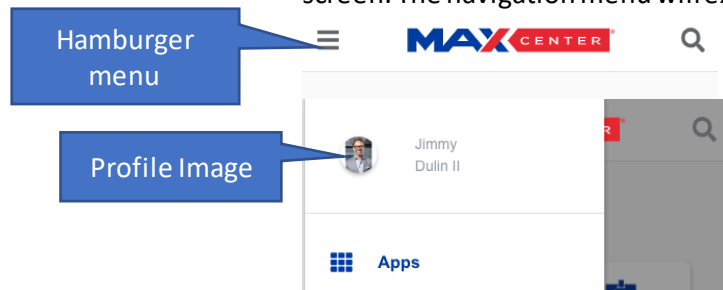 screen. The navigation menu will
Hamburger
menu
MAX CENTER
Profile Image
Jimmy
Dulin II
R
Apps